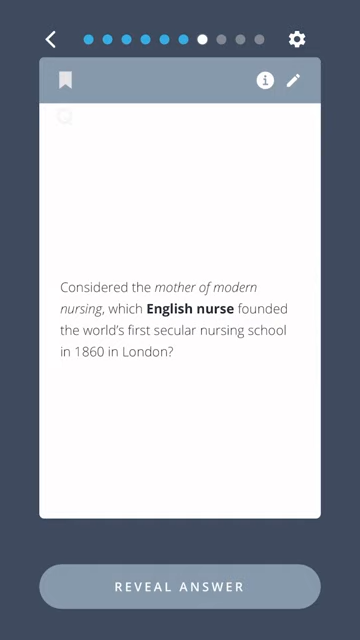 Considered the mother of modern
nursing, which English nurse founded
the world's first secular nursing school
in 1860 in London?
REVEAL ANSWER